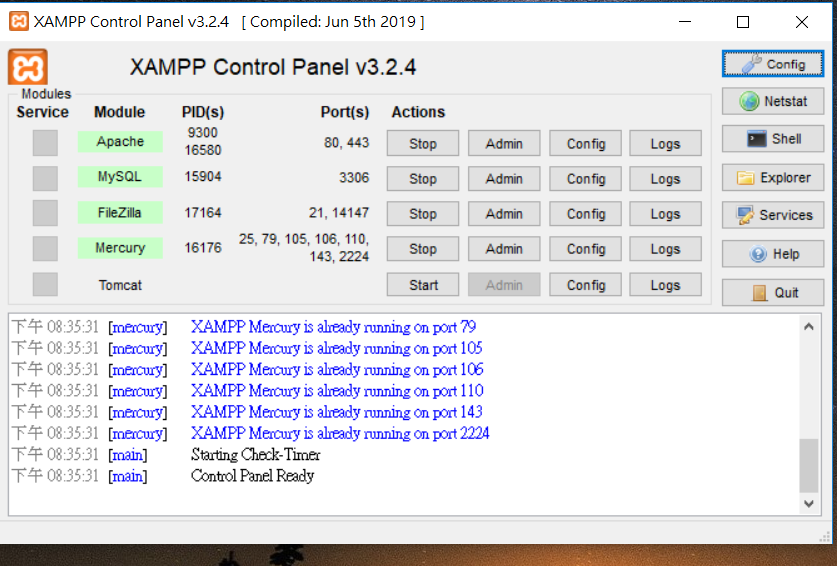 XAMPP Control Panel v3.2.4 [ Compiled: Jun 5th 2019 ]
XAMPP Control Panel v3.2.4
Config
Modules
Service Module PID(s) Port(s) Actions
Netstat
Apache 9300 16580 80, 443 Stop Admin Config Logs
Shell
MySQL 15904 3306 Stop Admin Config Logs
Explorer
FileZilla 17164 21, 14147 Stop Admin Config Logs
Services
Mercury 16176 25, 79, 105, 106, 110, 143, 2224 Stop Admin Config Logs
Help
Tomcat Start Admin Config Logs
Quit
下午 08:35:31 [mercury] XAMPP Mercury is already running on port 79
下午 08:35:31 [mercury] XAMPP Mercury is already running on port 105
下午 08:35:31 [mercury] XAMPP Mercury is already running on port 106
下午 08:35:31 [mercury] XAMPP Mercury is already running on port 110
下午 08:35:31 [mercury] XAMPP Mercury is already running on port 143
下午 08:35:31 [mercury] XAMPP Mercury is already running on port 2224
下午 08:35:31 [main] Starting Check-Timer
下午 08:35:31 [main] Control Panel Ready